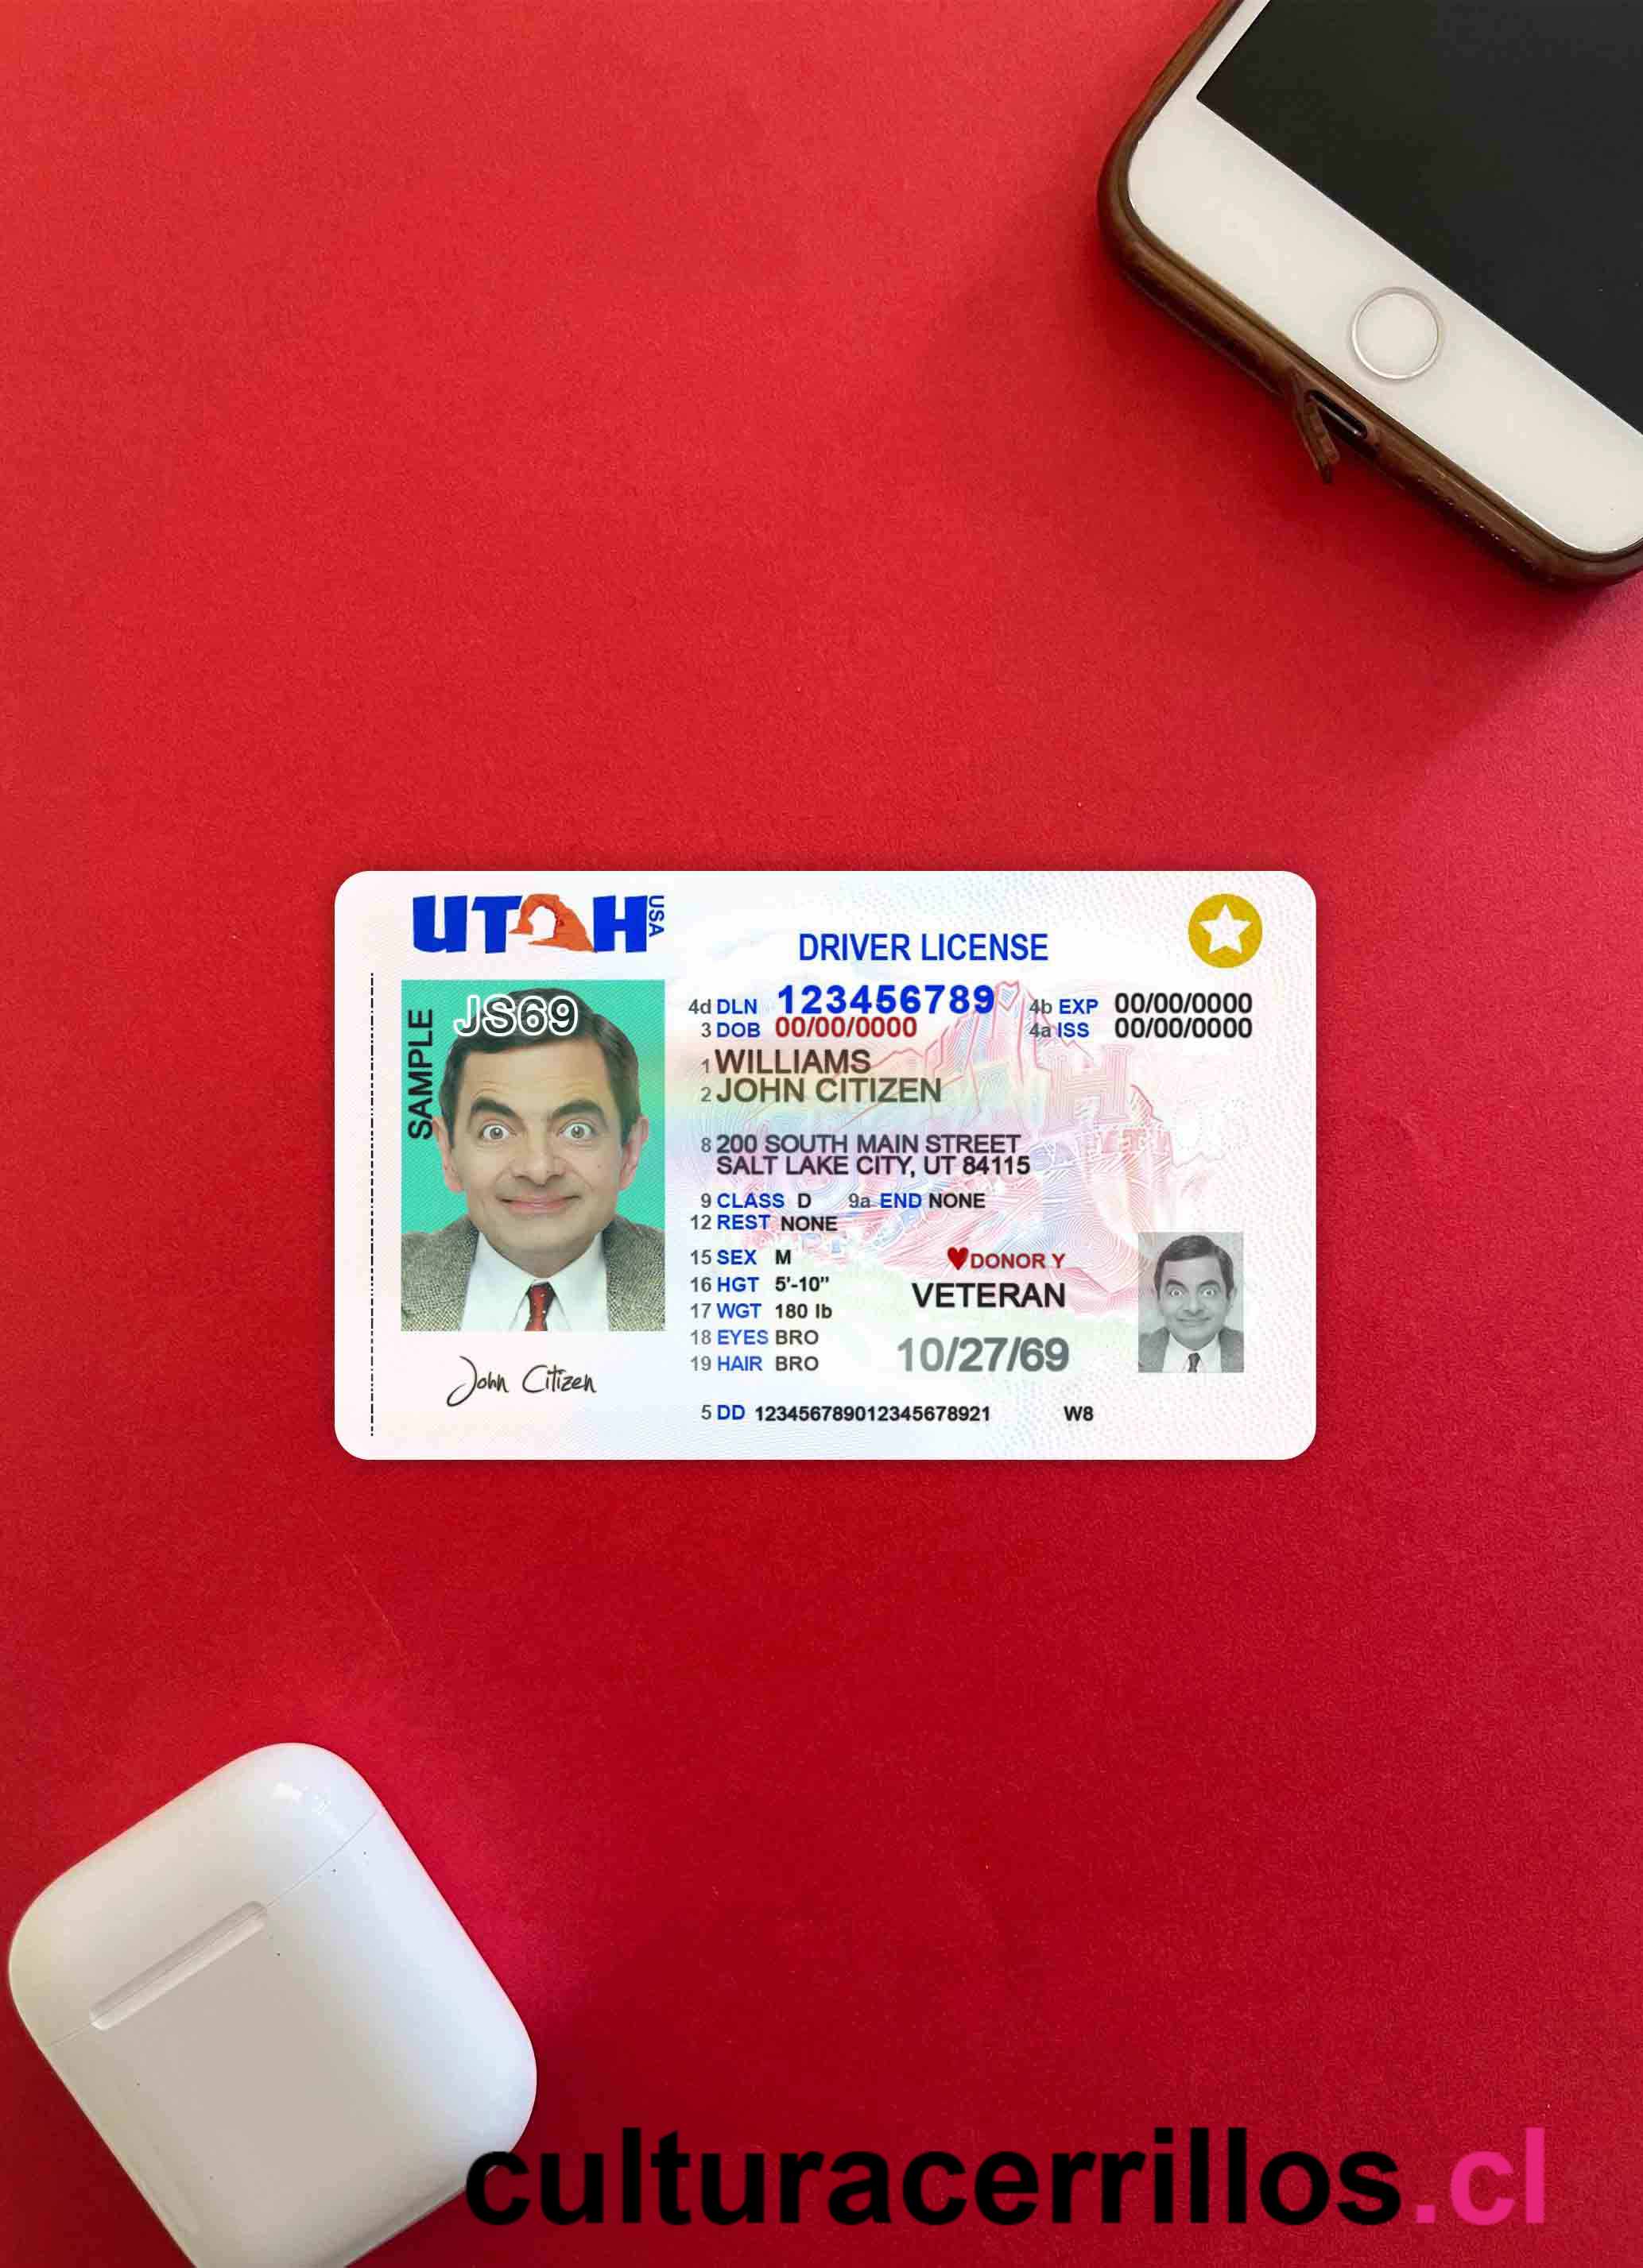 UTAH USA
DRIVER LICENSE
SAMPLE
JS69
4d DLN 123456789 4b EXP 00/00/0000
3 DOB 00/00/0000 4a ISS 00/00/0000
1 WILLIAMS
2 JOHN CITIZEN
8 200 SOUTH MAIN STREET
SALT LAKE CITY, UT 84115
9 CLASS D 9a END NONE
12 REST NONE
15 SEX M DONOR Y
16 HGT 5'-10" VETERAN
17 WGT 180 lb
18 EYES BRO
19 HAIR BRO 10/27/69
John Citizen
5 DD 123456789012345678921 W8
culturacerrillos.cl